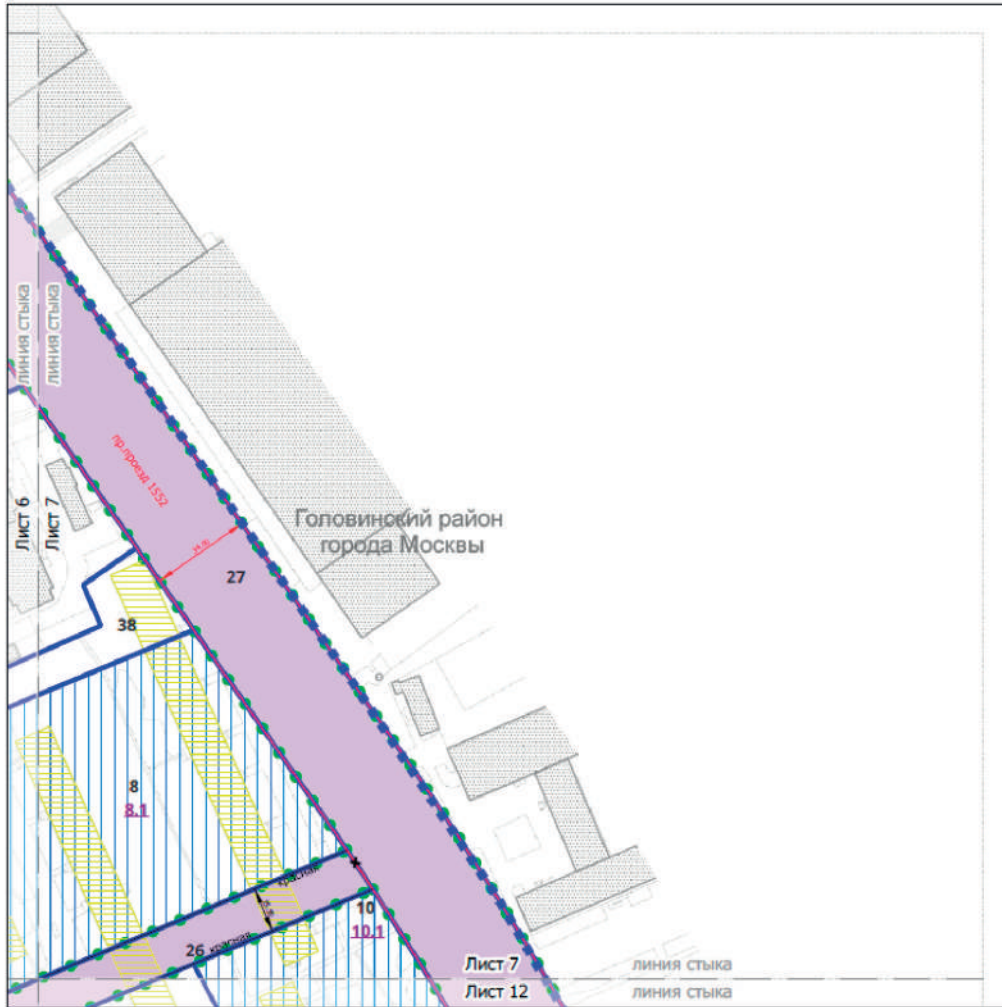 линия стыка
линия стыка
пр.проезд 1552
Лист 6
Лист 7
Головинский район
города Москвы
27
38
8
8.1
красная
10
10.1
26
красная
Лист 7
линия стыка
Лист 12
линия стыка